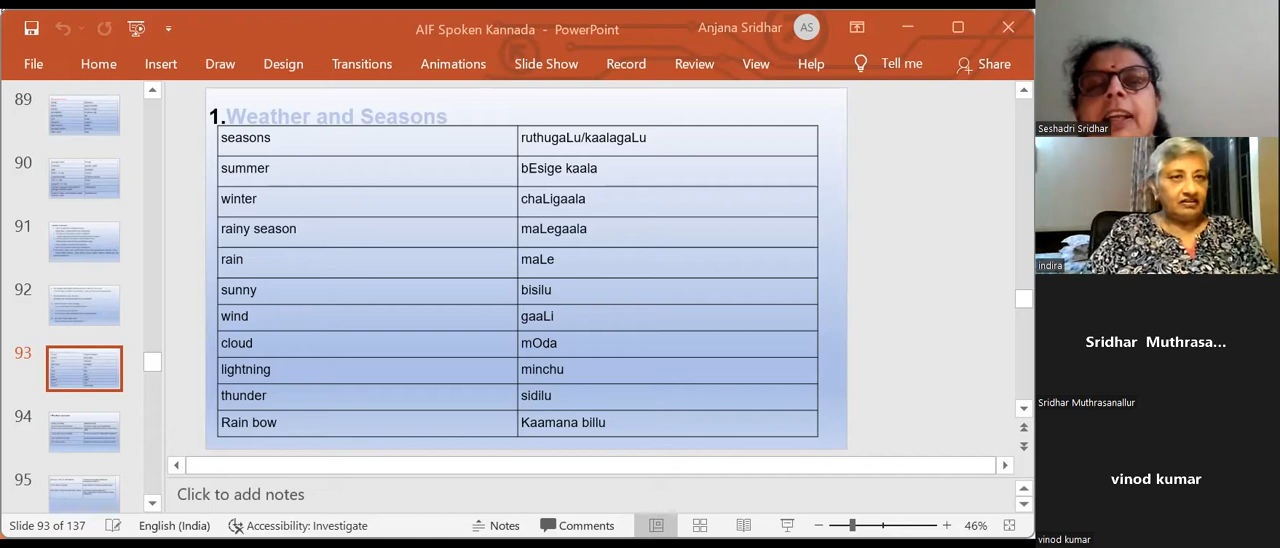 AIF Spoken Kannada - PowerPoint
Anjana Sridhar
AS
File Home Insert Draw Design Transitions Animations Slide Show Record Review View Help Tell me Share
89
90
91
92
93
94
95
1. Weather and Seasons
seasons ruthugaLu/kaalagaLu
summer bEsige kaala
winter chaLigaala
rainy season maLegaala
rain maLe
sunny bisilu
wind gaaLi
cloud mOda
lightning minchu
thunder sidilu
Rain bow Kaamana billu
Click to add notes
Slide 93 of 137 English (India) Accessibility: Investigate Notes Comments 46%
Seshadri Sridhar
indira
Sridhar Muthrasa...
Sridhar Muthrasanallur
vinod kumar
vinod kumar